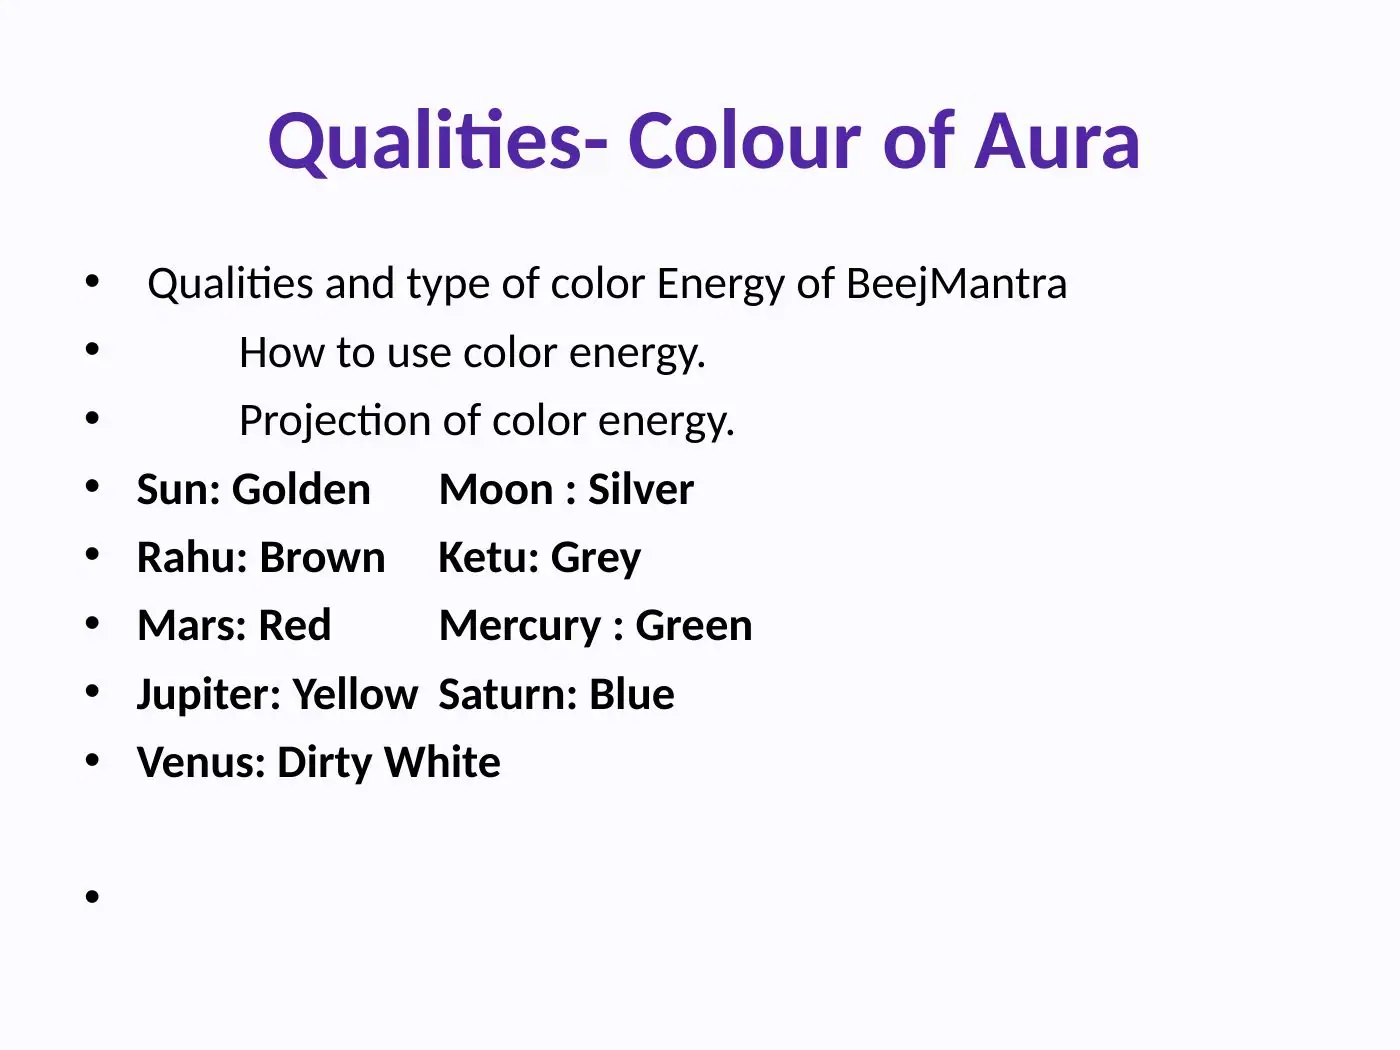 Qualities- Colour of Aura
• Qualities and type of color Energy of BeejMantra
• How to use color energy.
• Projection of color energy.
• Sun: Golden Moon : Silver
• Rahu: Brown Ketu: Grey
• Mars: Red Mercury : Green
• Jupiter: Yellow Saturn: Blue
• Venus: Dirty White
•